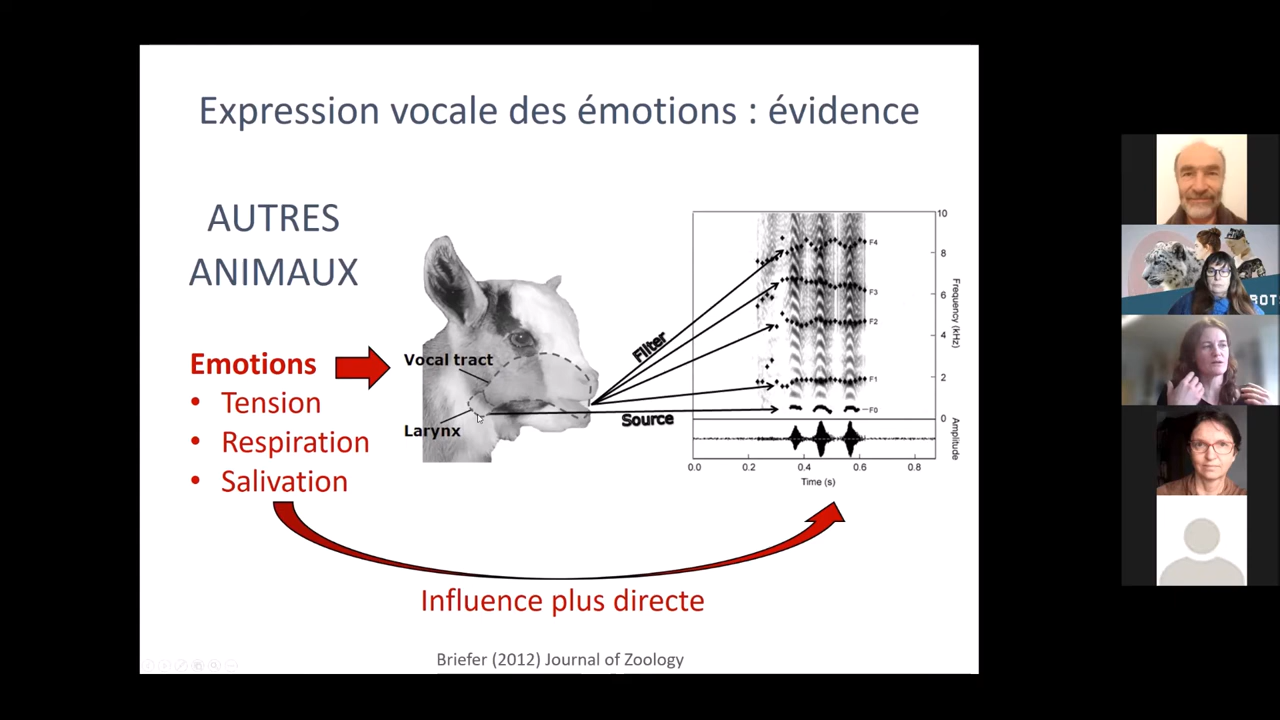 Expression vocale des émotions : évidence
AUTRES
ANIMAUX
Emotions
• Tension
• Respiration
• Salivation
Vocal tract
Larynx
Filter
Source
F4
F3
F2
F1
F0
10
8
6
4
2
0
Frequency (kHz)
Amplitude
0.0 0.2 0.4 0.6 0.8
Time (s)
Influence plus directe
Briefer (2012) Journal of Zoology
BOT